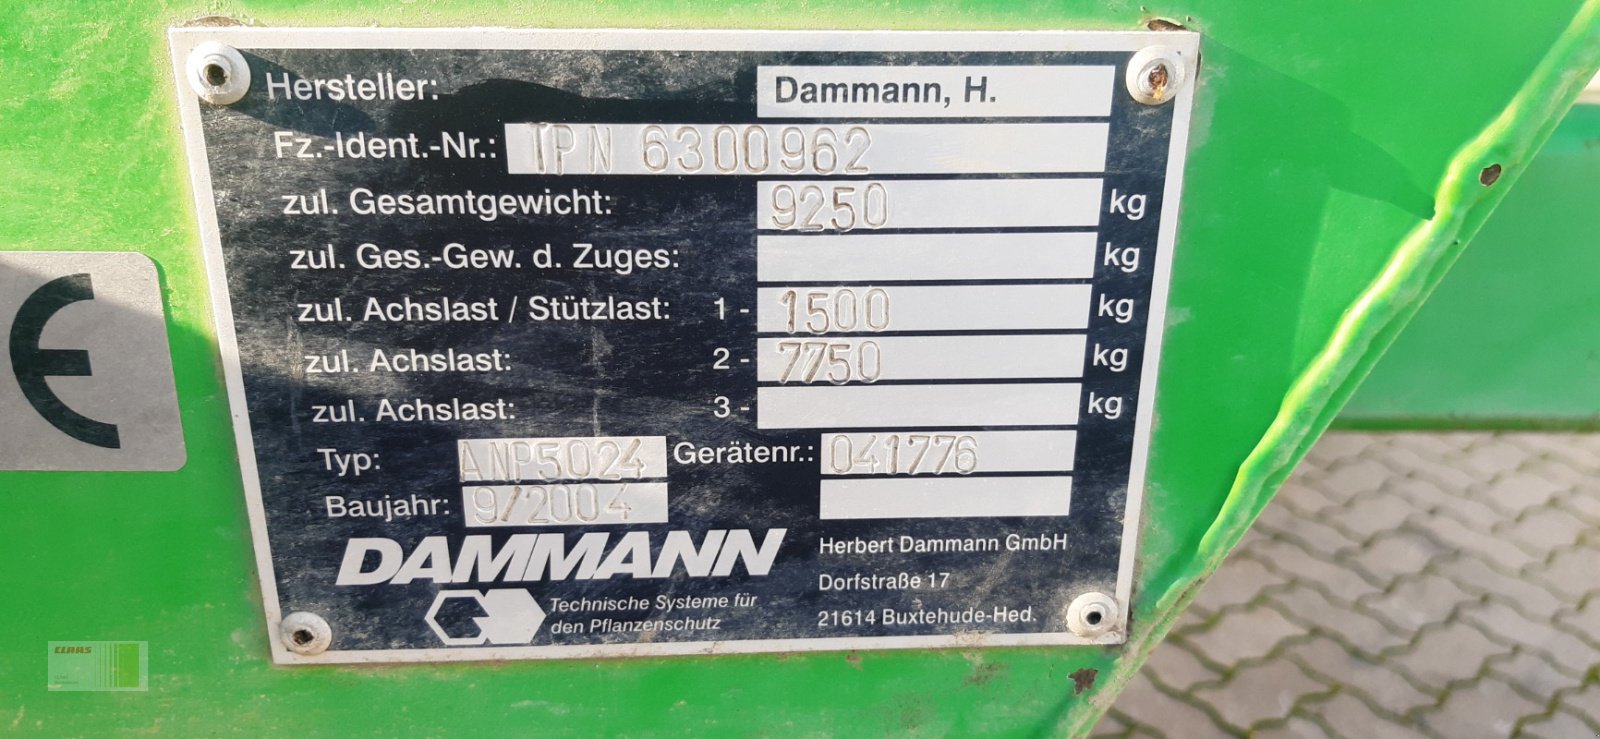 Hersteller: Dammann, H.
Fz.-Ident.-Nr.: TPN 6300962
zul. Gesamtgewicht: 9250 kg
zul. Ges.-Gew. d. Zuges: kg
zul. Achslast / Stützlast: 1 - 1500 kg
zul. Achslast: 2 - 7750 kg
zul. Achslast: 3 - kg
Typ: ANP5024 Gerätenr.: 041776
Baujahr: 9/2004
DAMMANN
Technische Systeme für
den Pflanzenschutz
Herbert Dammann GmbH
Dorfstraße 17
21614 Buxtehude-Hed.
CE
CLAAS